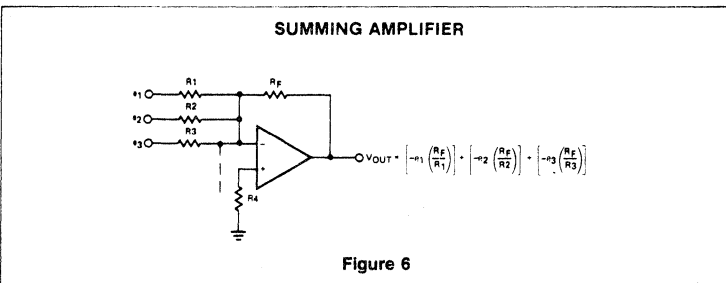 SUMMING AMPLIFIER
R1
RF
e1
R2
e2
R3
e3
−
+
VOUT = [-e1 (RF/R1)] + [-e2 (RF/R2)] + [-e3 (RF/R3)]
R4
Figure 6